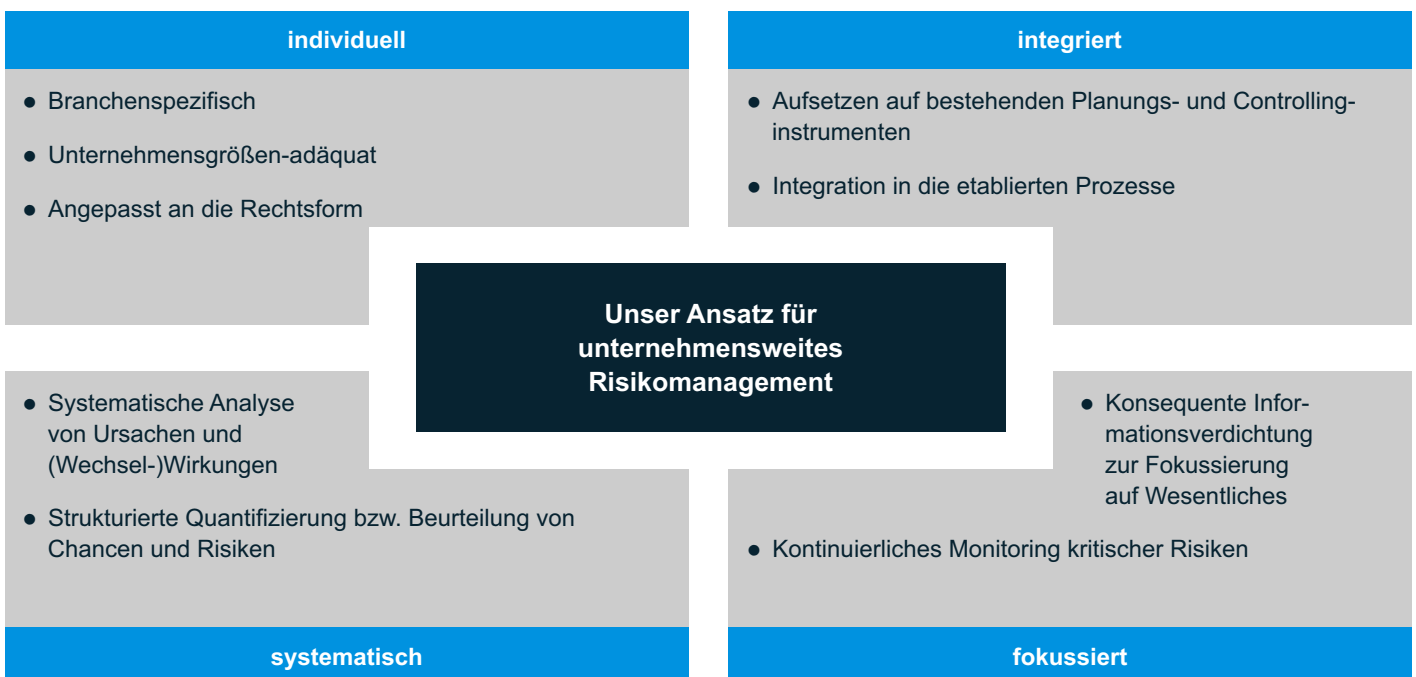 individuell
● Branchenspezifisch
● Unternehmensgrößen-adäquat
● Angepasst an die Rechtsform
integriert
● Aufsetzen auf bestehenden Planungs- und Controlling-
instrumenten
● Integration in die etablierten Prozesse
Unser Ansatz für
unternehmensweites
Risikomanagement
● Systematische Analyse
von Ursachen und
(Wechsel-)Wirkungen
● Strukturierte Quantifizierung bzw. Beurteilung von
Chancen und Risiken
systematisch
● Konsequente Infor-
mationsverdichtung
zur Fokussierung
auf Wesentliches
● Kontinuierliches Monitoring kritischer Risiken
fokussiert